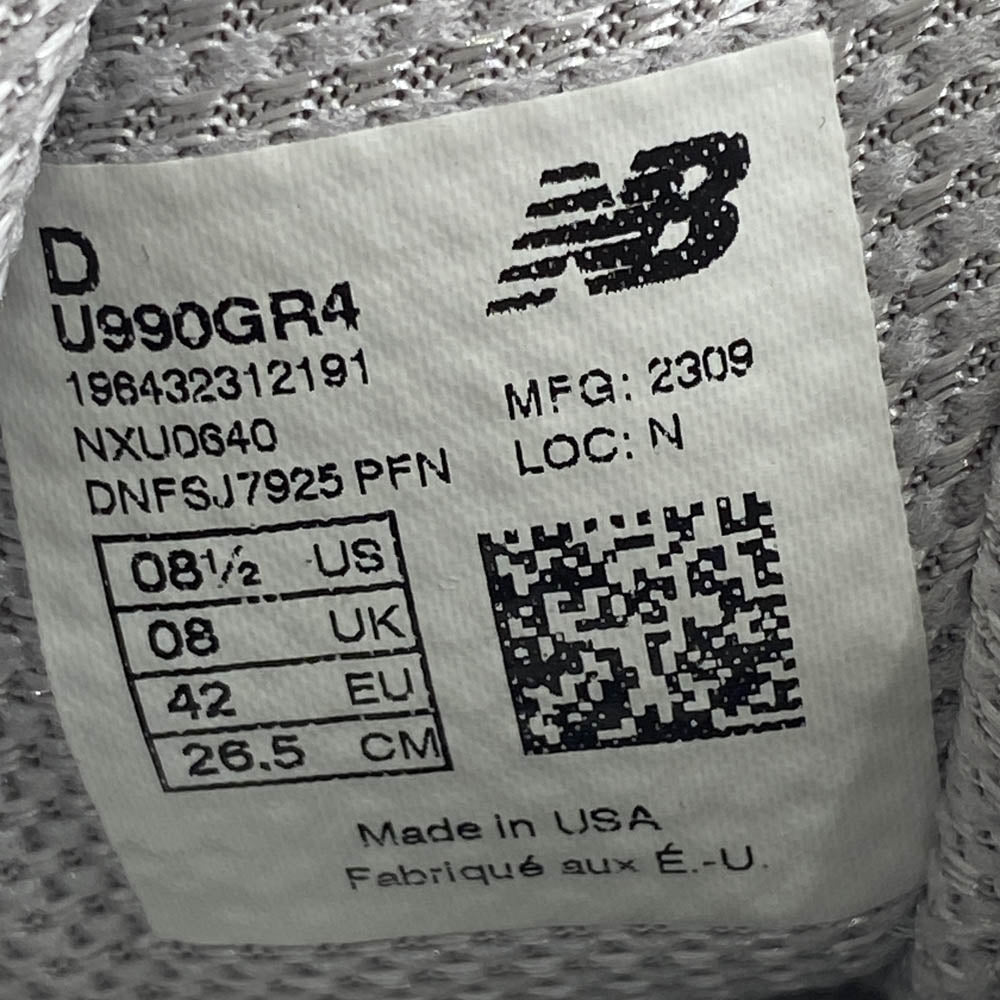 NB
D
U990GR4
196432312191
NXU0640
DNFSJ7925 PFN
MFG: 2309
LOC: N
08½ US
08 UK
42 EU
26.5 CM
Made in USA
Fabriqué aux É.-U.